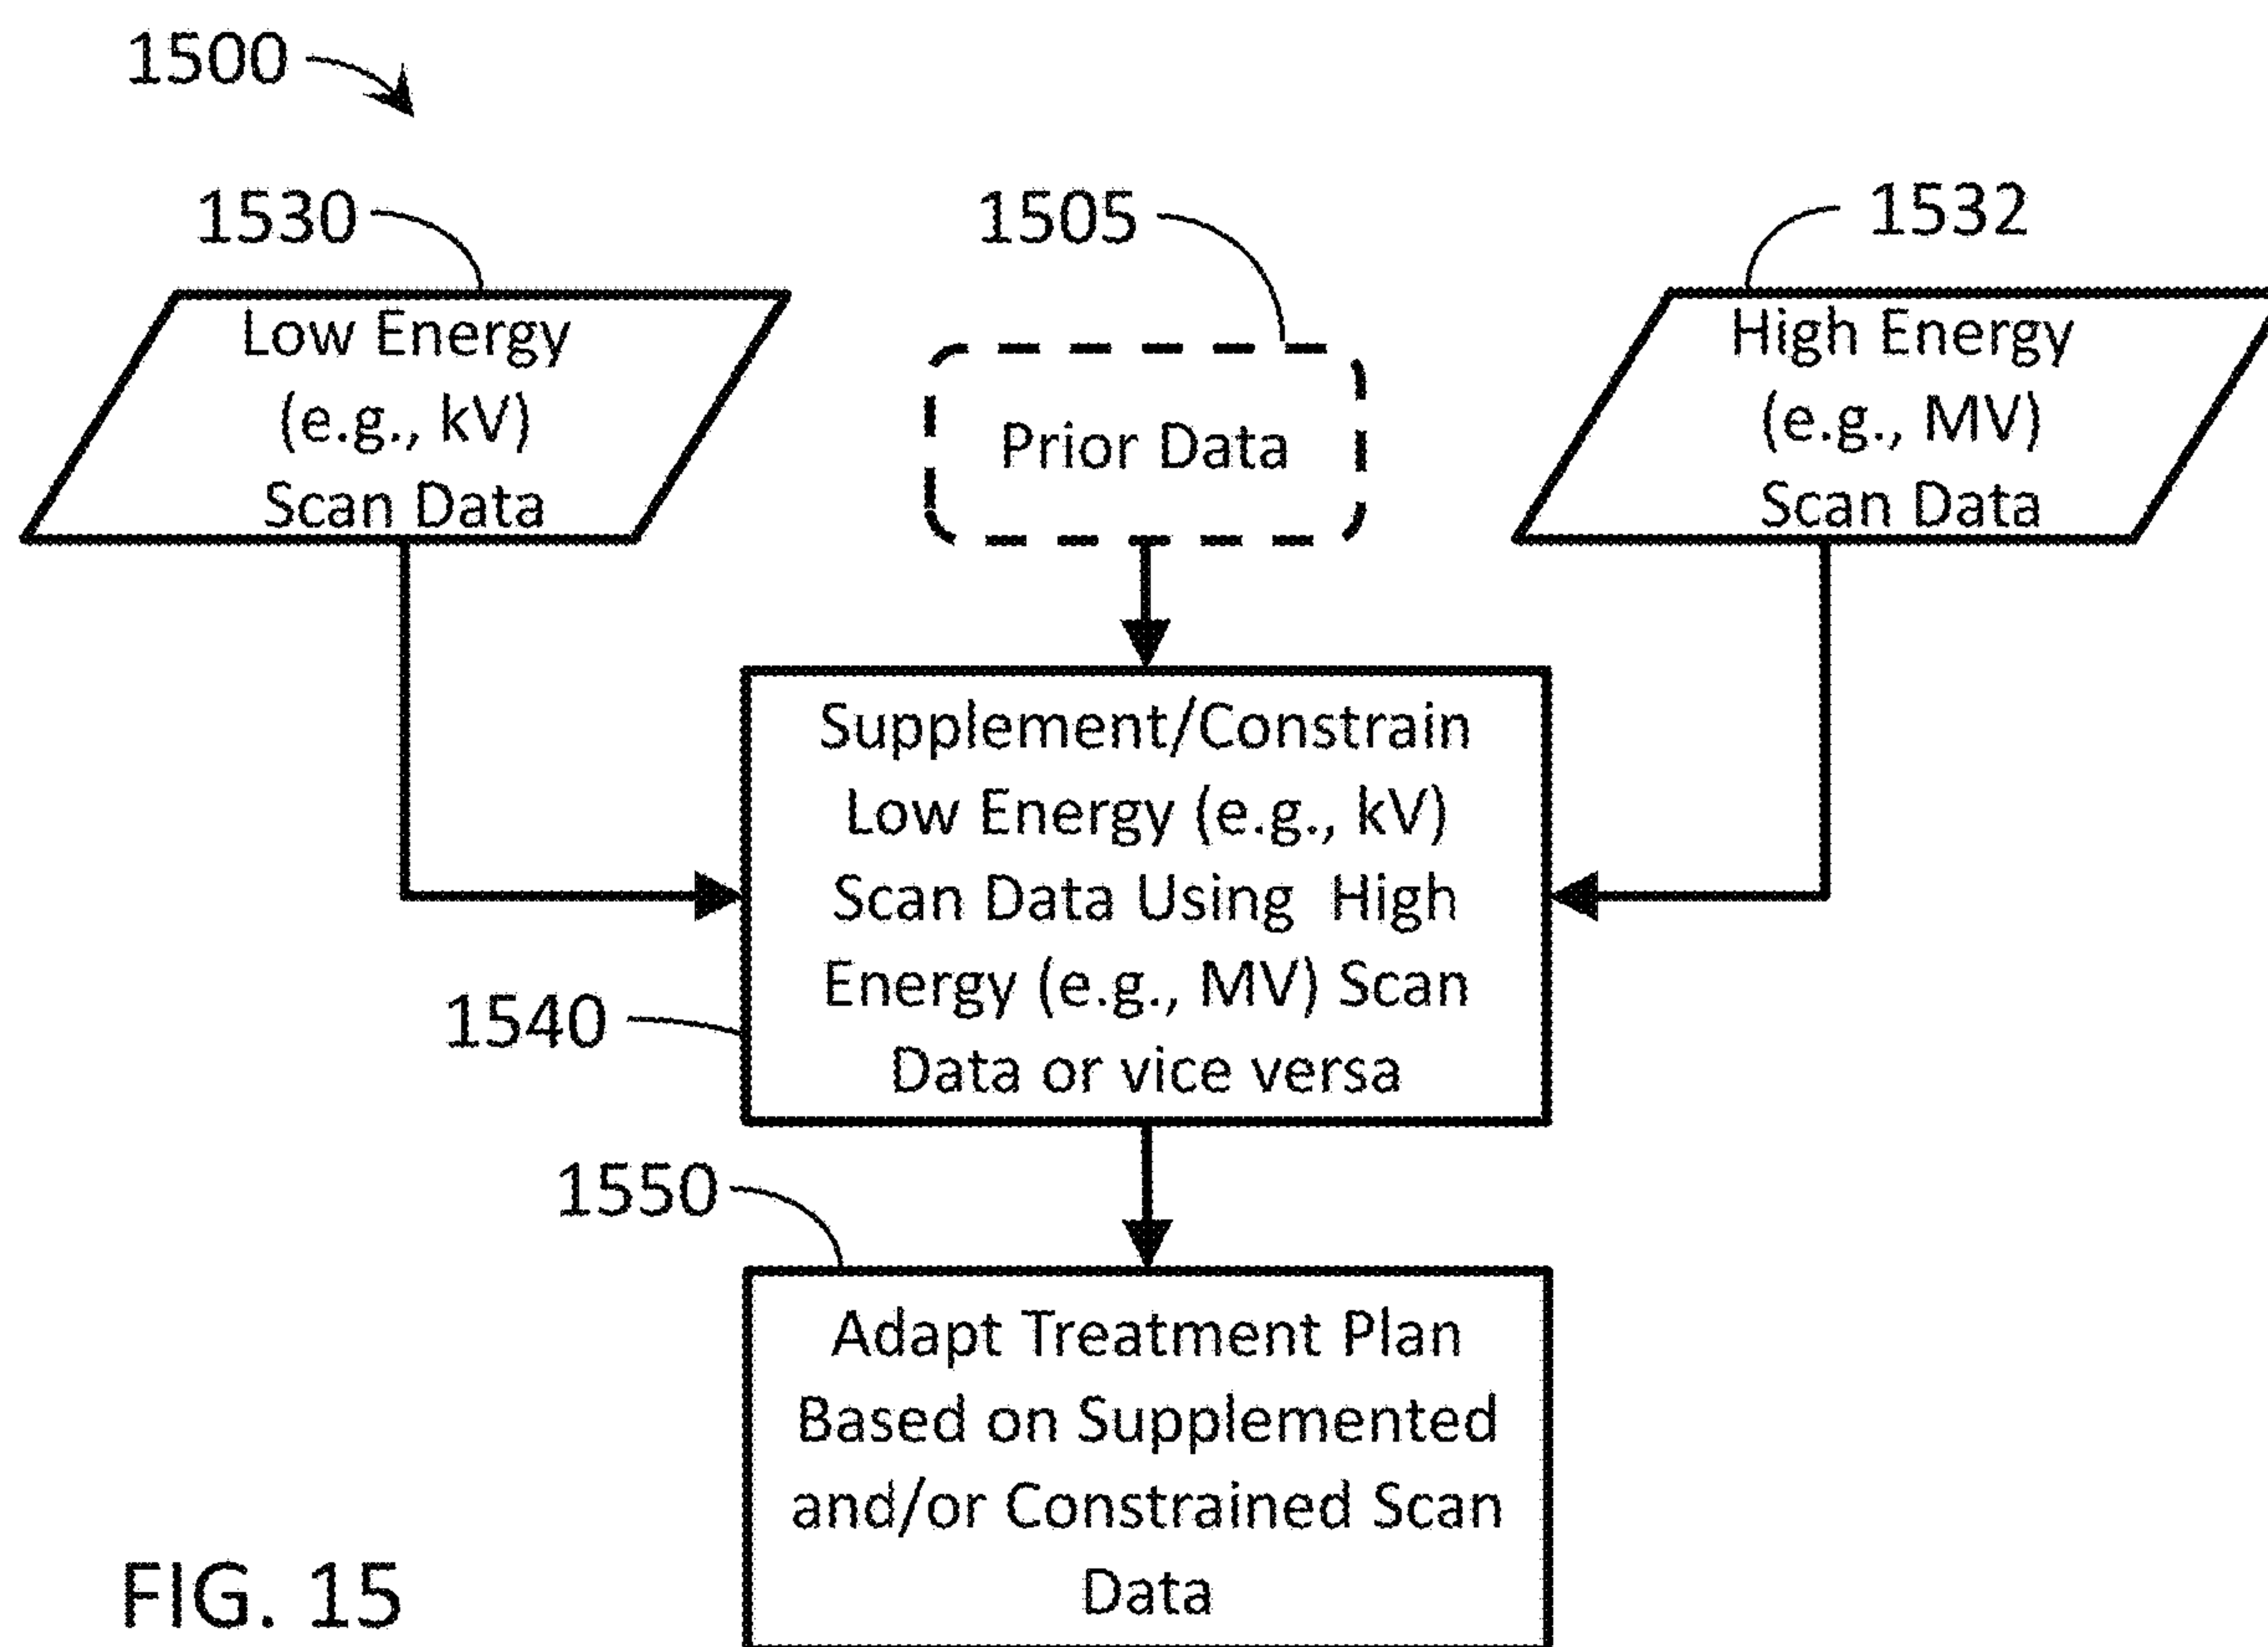 1500
1530
1505
1532
Low Energy
(e.g., kV)
Scan Data
Prior Data
High Energy
(e.g., MV)
Scan Data
Supplement/Constrain
Low Energy (e.g., kV)
Scan Data Using High
Energy (e.g., MV) Scan
Data or vice versa
1540
1550
Adapt Treatment Plan
Based on Supplemented
and/or Constrained Scan
Data
FIG. 15